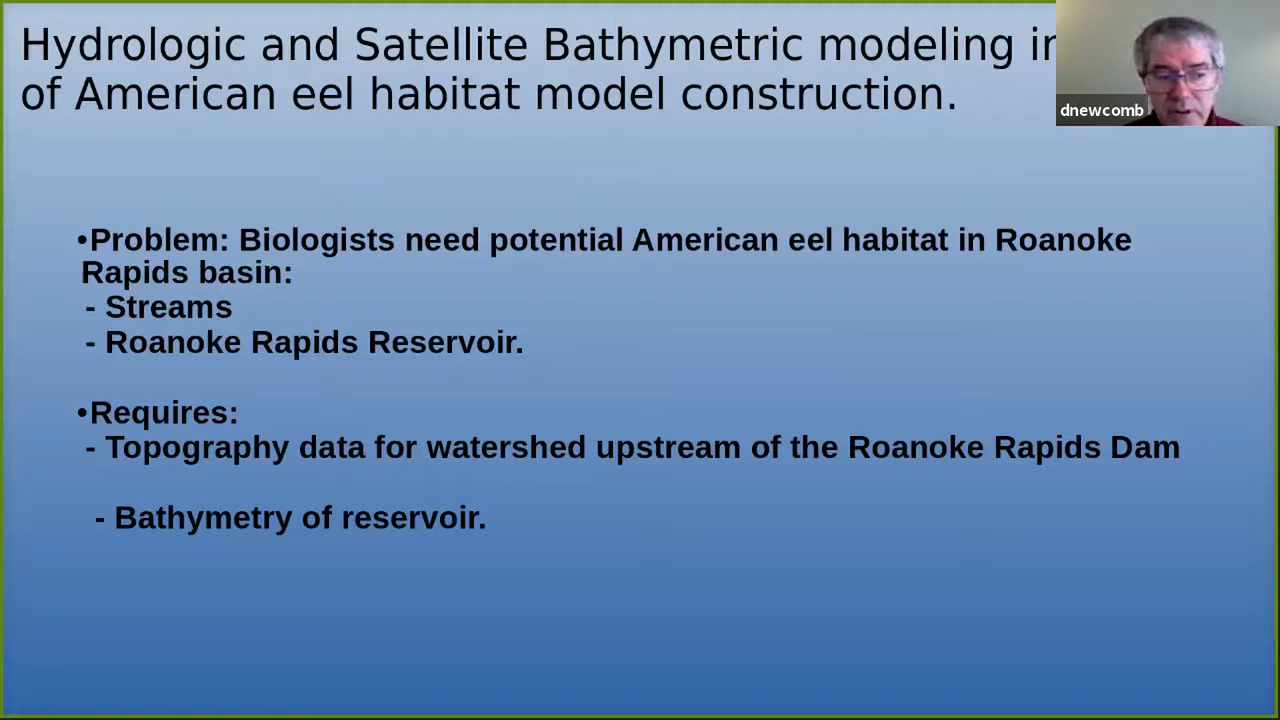 Hydrologic and Satellite Bathymetric modeling
of American eel habitat model construction.
dnewcomb
•Problem: Biologists need potential American eel habitat in Roanoke
Rapids basin:
- Streams
- Roanoke Rapids Reservoir.
•Requires:
- Topography data for watershed upstream of the Roanoke Rapids Dam
- Bathymetry of reservoir.